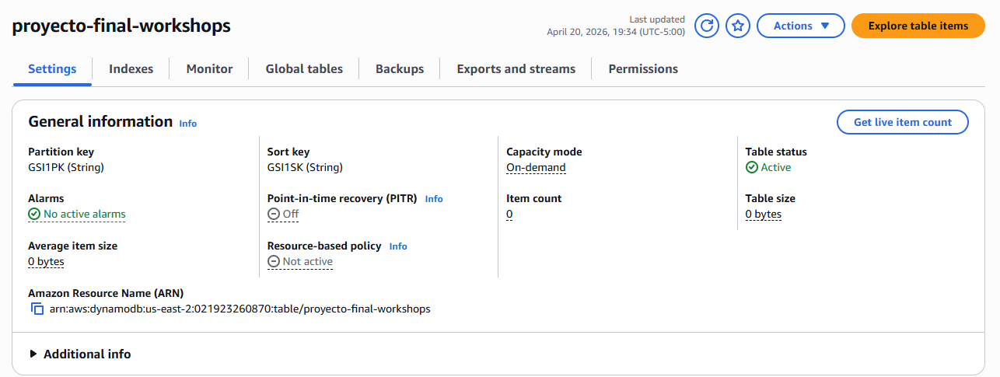 proyecto-final-workshops
Last updated
April 20, 2026, 19:34 (UTC-5:00)
Actions
Explore table items
Settings
Indexes
Monitor
Global tables
Backups
Exports and streams
Permissions
General information Info
Get live item count
Partition key
GSI1PK (String)
Sort key
GSI1SK (String)
Capacity mode
On-demand
Table status
Active
Alarms
No active alarms
Point-in-time recovery (PITR) Info
Off
Item count
0
Table size
0 bytes
Average item size
0 bytes
Resource-based policy Info
Not active
Amazon Resource Name (ARN)
arn:aws:dynamodb:us-east-2:021923260870:table/proyecto-final-workshops
Additional info